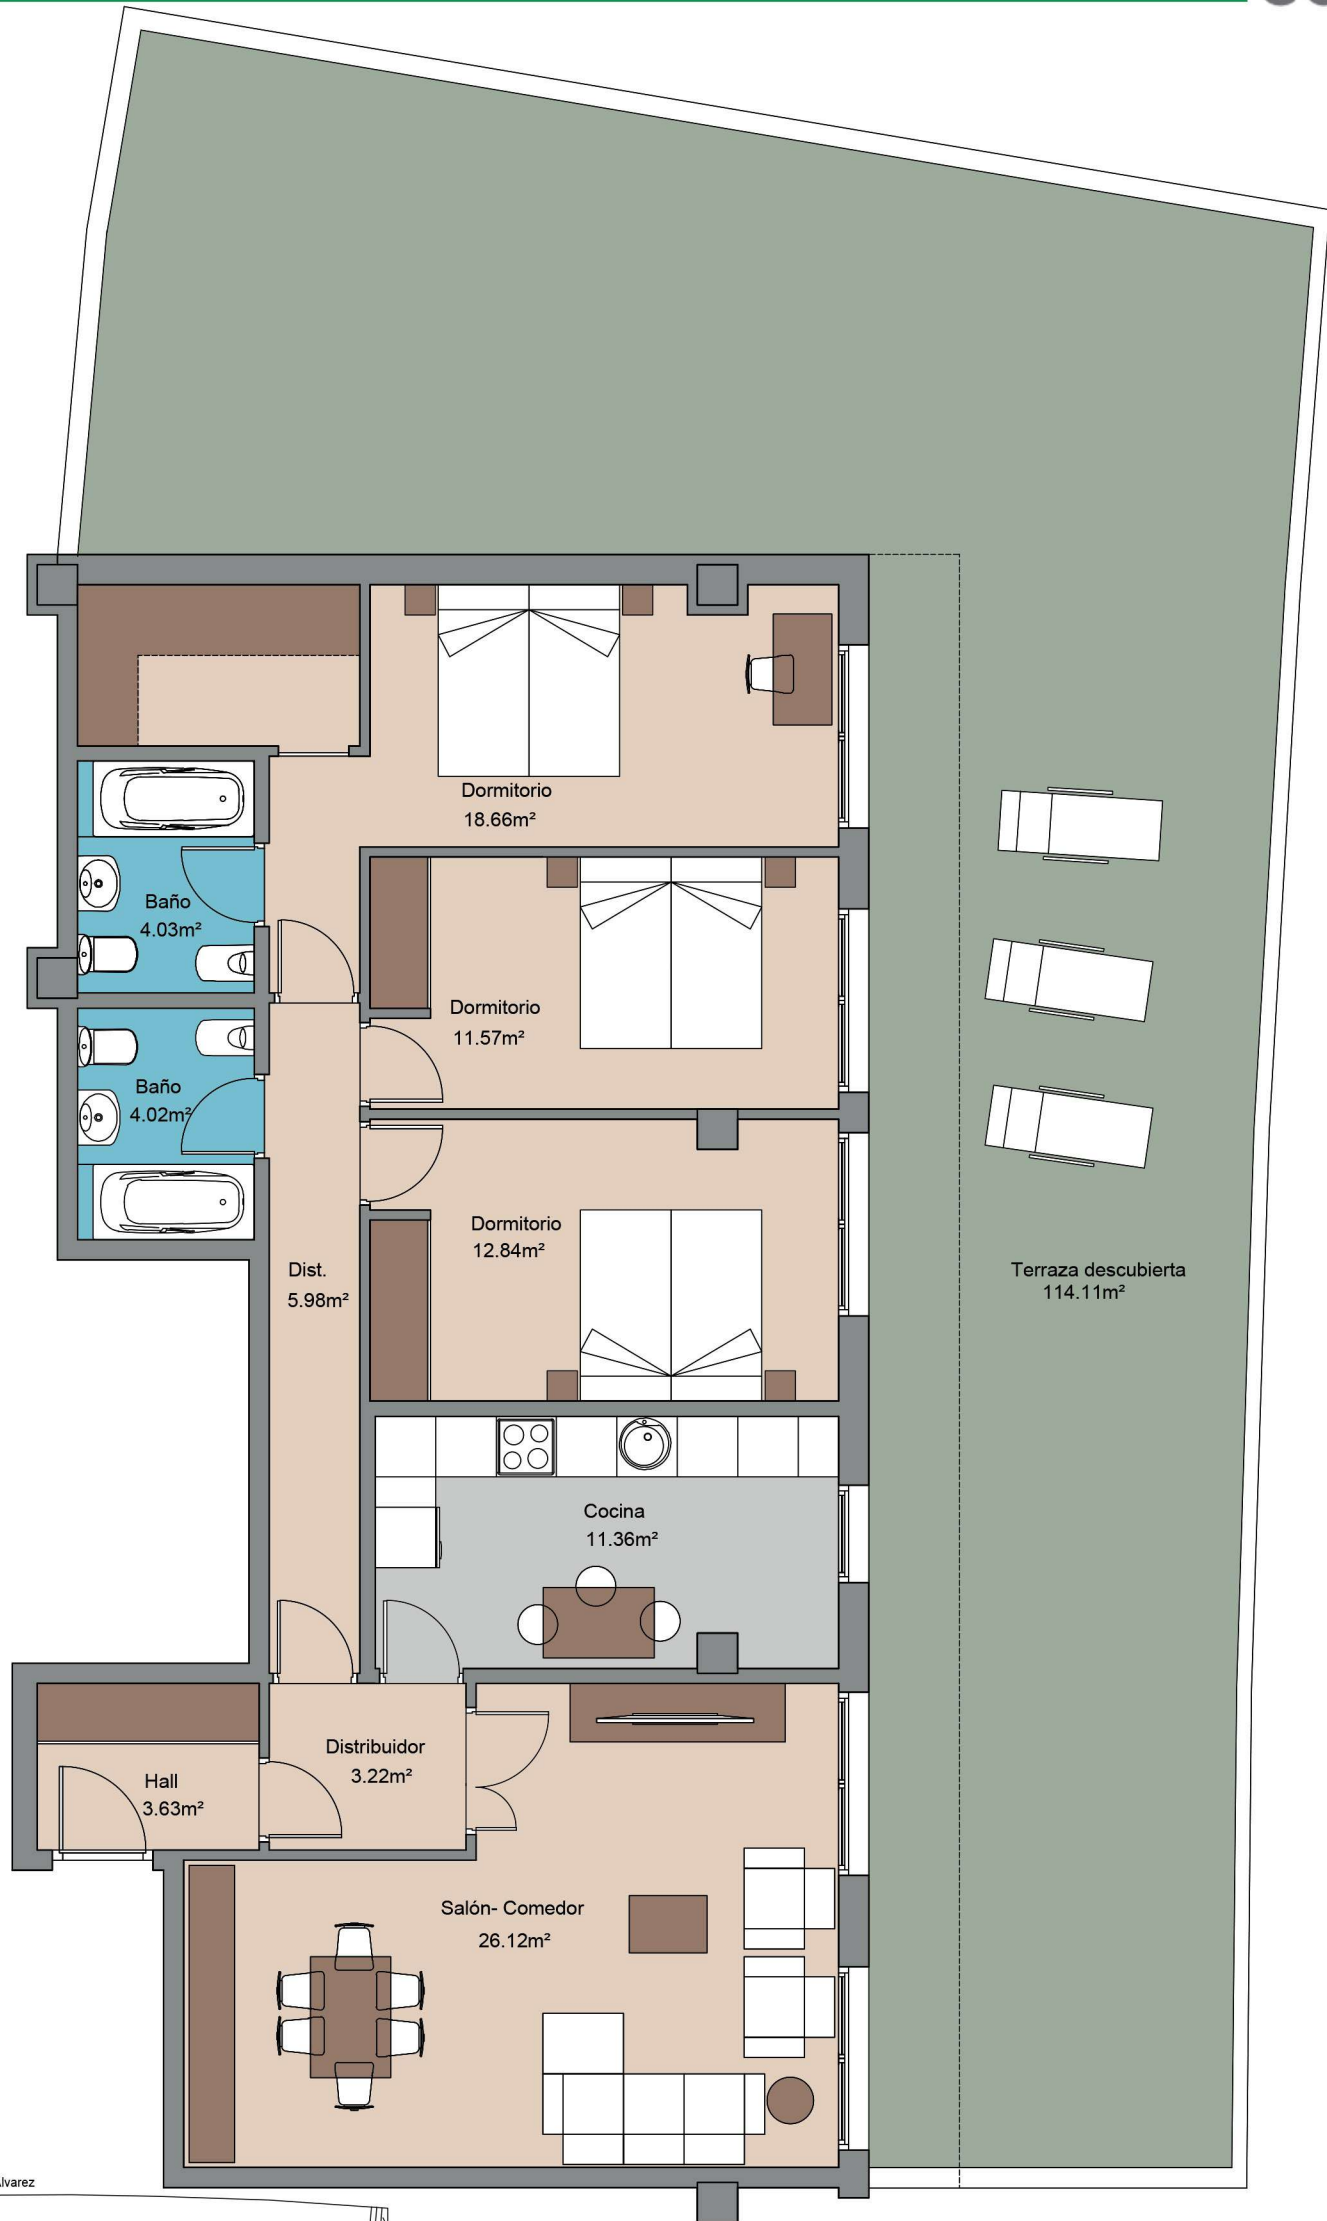 Dormitorio
18.66m²
Baño
4.03m²
Dormitorio
11.57m²
Baño
4.02m²
Dormitorio
12.84m²
Dist.
5.98m²
Terraza descubierta
114.11m²
Cocina
11.36m²
Distribuidor
3.22m²
Hall
3.63m²
Salón- Comedor
26.12m²